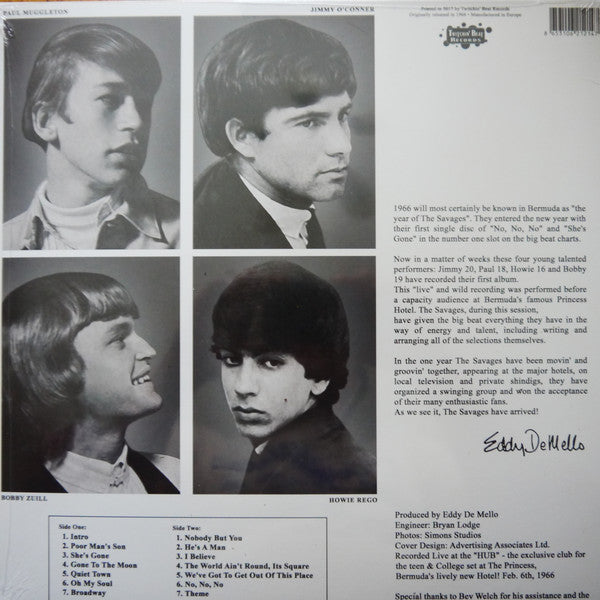 PAUL MUGGLETON
JIMMY O'CONNER
Originally released in 1966 - Manufactured in Europe
TWITCHIN' BEAT
RECORDS
1966 will most certainly be known in Bermuda as "the
year of The Savages". They entered the new year with
their first single disc of "No, No, No" and "She's
Gone" in the number one slot on the big beat charts.
Now in a matter of weeks these four young talented
performers: Jimmy 20, Paul 18, Howie 16 and Bobby
19 have recorded their first album.
This "live" and wild recording was performed before
a capacity audience at Bermuda's famous Princess
Hotel. The Savages, during this session,
have given the big beat everything they have in the
way of energy and talent, including writing and
arranging all of the selections themselves.
In the one year The Savages have been movin' and
groovin' together, appearing at the major hotels, on
local television and private shindigs, they have
organized a swinging group and won the acceptance
of their many enthusiastic fans.
As we see it, The Savages have arrived!
Eddy De Mello
BOBBY ZUILL
HOWIE REGO
Side One:
1. Intro
2. Poor Man's Son
3. She's Gone
4. Gone To The Moon
5. Quiet Town
6. Oh My Soul
7. Broadway
Side Two:
1. Nobody But You
2. He's A Man
3. I Believe
4. The World Ain't Round, Its Square
5. We've Got To Get Out Of This Place
6. No, No, No
7. Theme
Produced by Eddy De Mello
Engineer: Bryan Lodge
Photos: Simons Studios
Cover Design: Advertising Associates Ltd.
Recorded Live at the "HUB" - the exclusive club for
the teen & College set at The Princess,
Bermuda's lively new Hotel! Feb. 6th, 1966
Special thanks to Bev Welch for his assistance and the